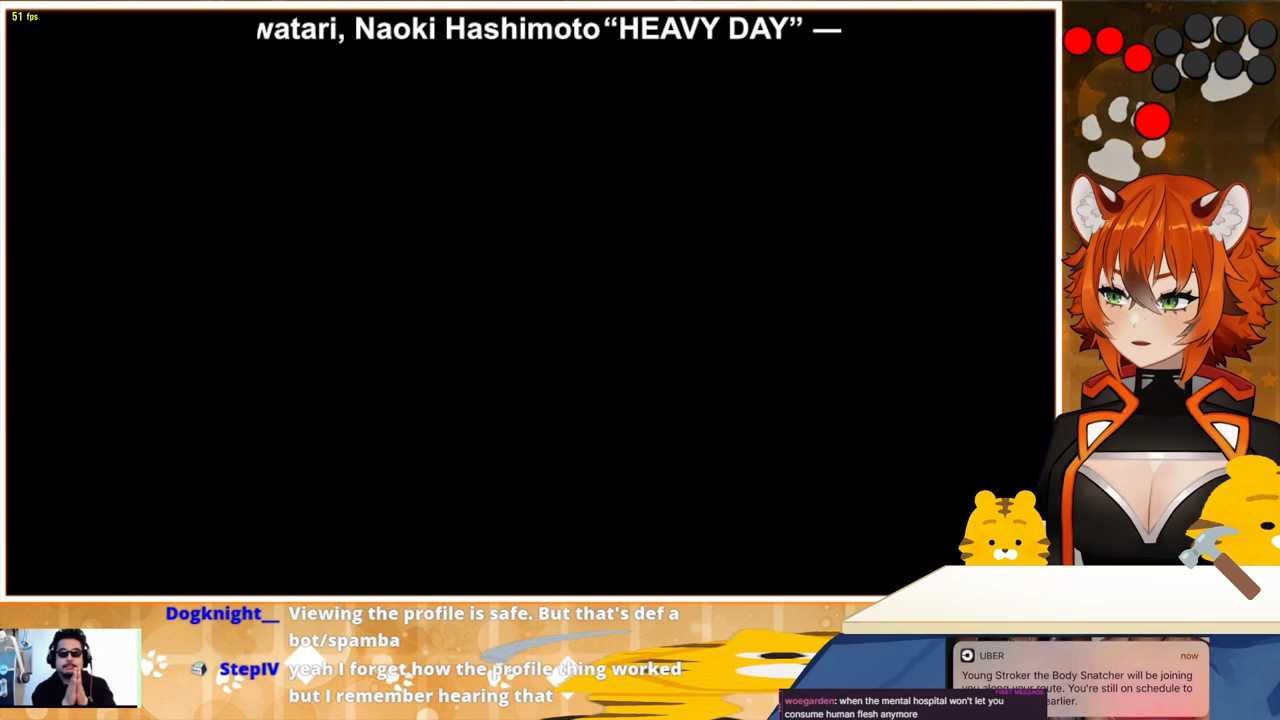 51 fps
watari, Naoki Hashimoto “HEAVY DAY” —
Dogknight__ Viewing the profile is safe. But that's def a
bot/spamba
StepIV yeah I forget how the profile thing worked
but I remember hearing that
UBER now
Young Stroker the Body Snatcher will be joining
route. You're still on schedule to
earlier.
FIRST MESSAGE
woegarden: when the mental hospital won't let you
consume human flesh anymore